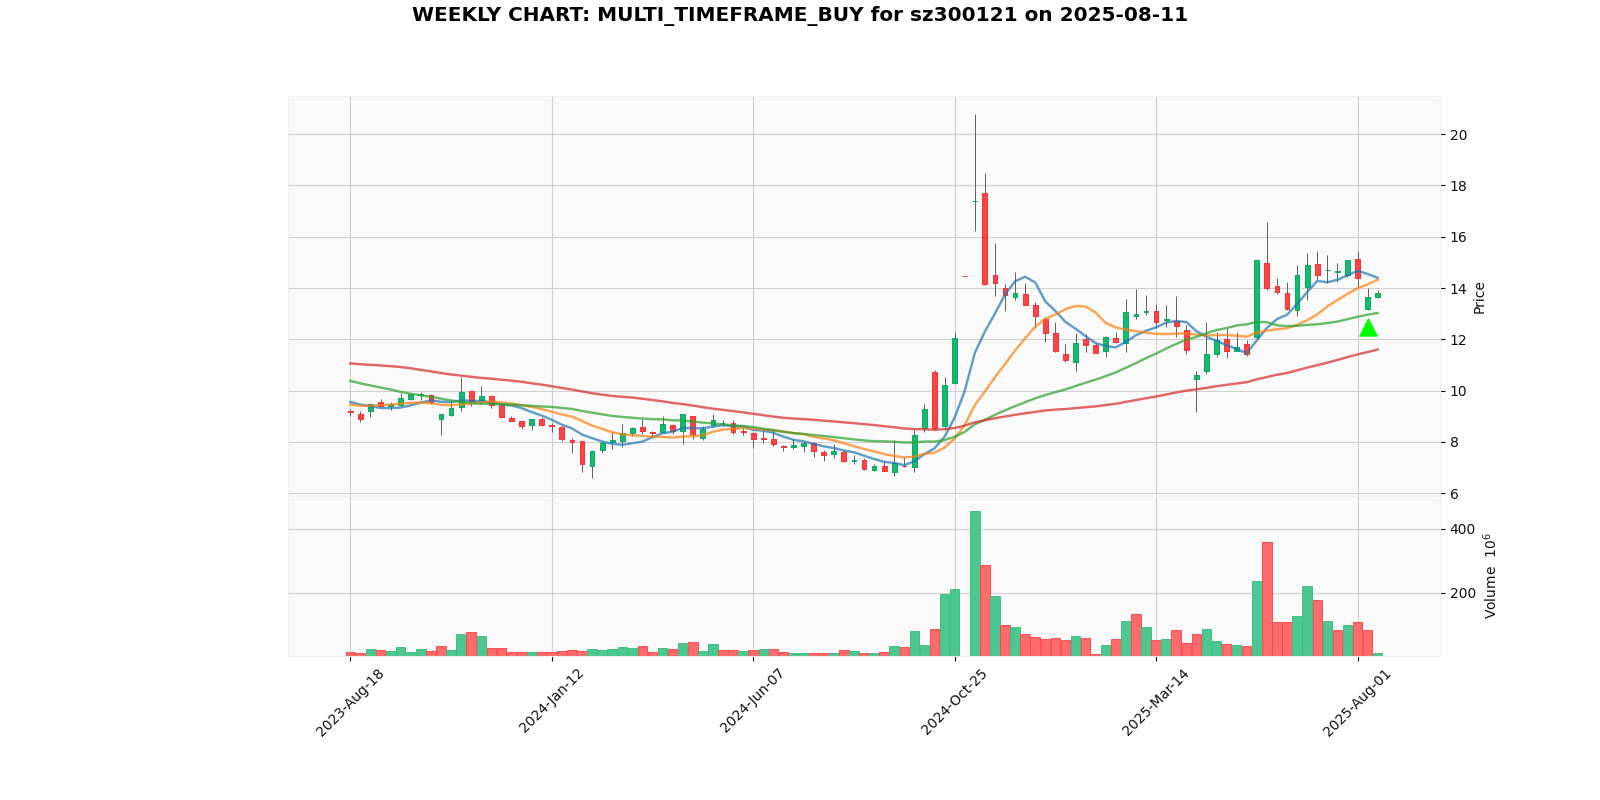 WEEKLY CHART: MULTI_TIMEFRAME_BUY for sz300121 on 2025-08-11
20
18
16
14
12
10
8
6
Price
400
200
Volume 10^6
2023-Aug-18
2024-Jan-12
2024-Jun-07
2024-Oct-25
2025-Mar-14
2025-Aug-01